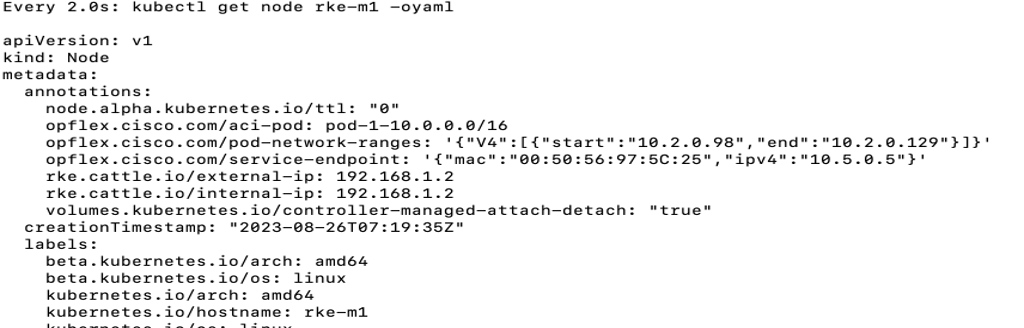 Every 2.0s: kubectl get node rke-m1 -oyaml
apiVersion: v1
kind: Node
metadata:
  annotations:
    node.alpha.kubernetes.io/ttl: "0"
    opflex.cisco.com/aci-pod: pod-1-10.0.0.0/16
    opflex.cisco.com/pod-network-ranges: '{"V4":[{"start":"10.2.0.98","end":"10.2.0.129"}]}'
    opflex.cisco.com/service-endpoint: '{"mac":"00:50:56:97:5C:25","ipv4":"10.5.0.5"}'
    rke.cattle.io/external-ip: 192.168.1.2
    rke.cattle.io/internal-ip: 192.168.1.2
    volumes.kubernetes.io/controller-managed-attach-detach: "true"
  creationTimestamp: "2023-08-26T07:19:35Z"
  labels:
    beta.kubernetes.io/arch: amd64
    beta.kubernetes.io/os: linux
    kubernetes.io/arch: amd64
    kubernetes.io/hostname: rke-m1
    kubernetes.io/os: linux